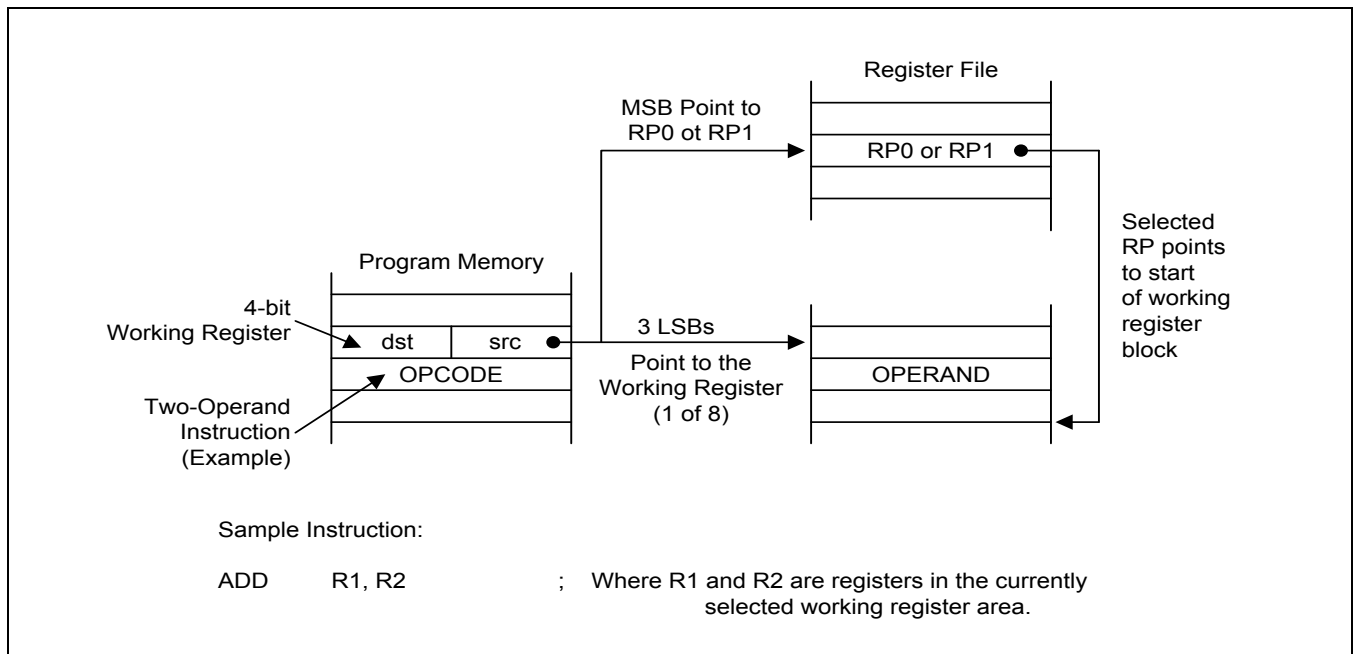 Register File
MSB Point to
RP0 ot RP1
RP0 or RP1
Selected
RP points
to start
of working
register
block
Program Memory
4-bit
Working Register
dst
src
3 LSBs
Point to the
Working Register
(1 of 8)
OPCODE
OPERAND
Two-Operand
Instruction
(Example)
Sample Instruction:
ADD R1, R2 ; Where R1 and R2 are registers in the currently
selected working register area.